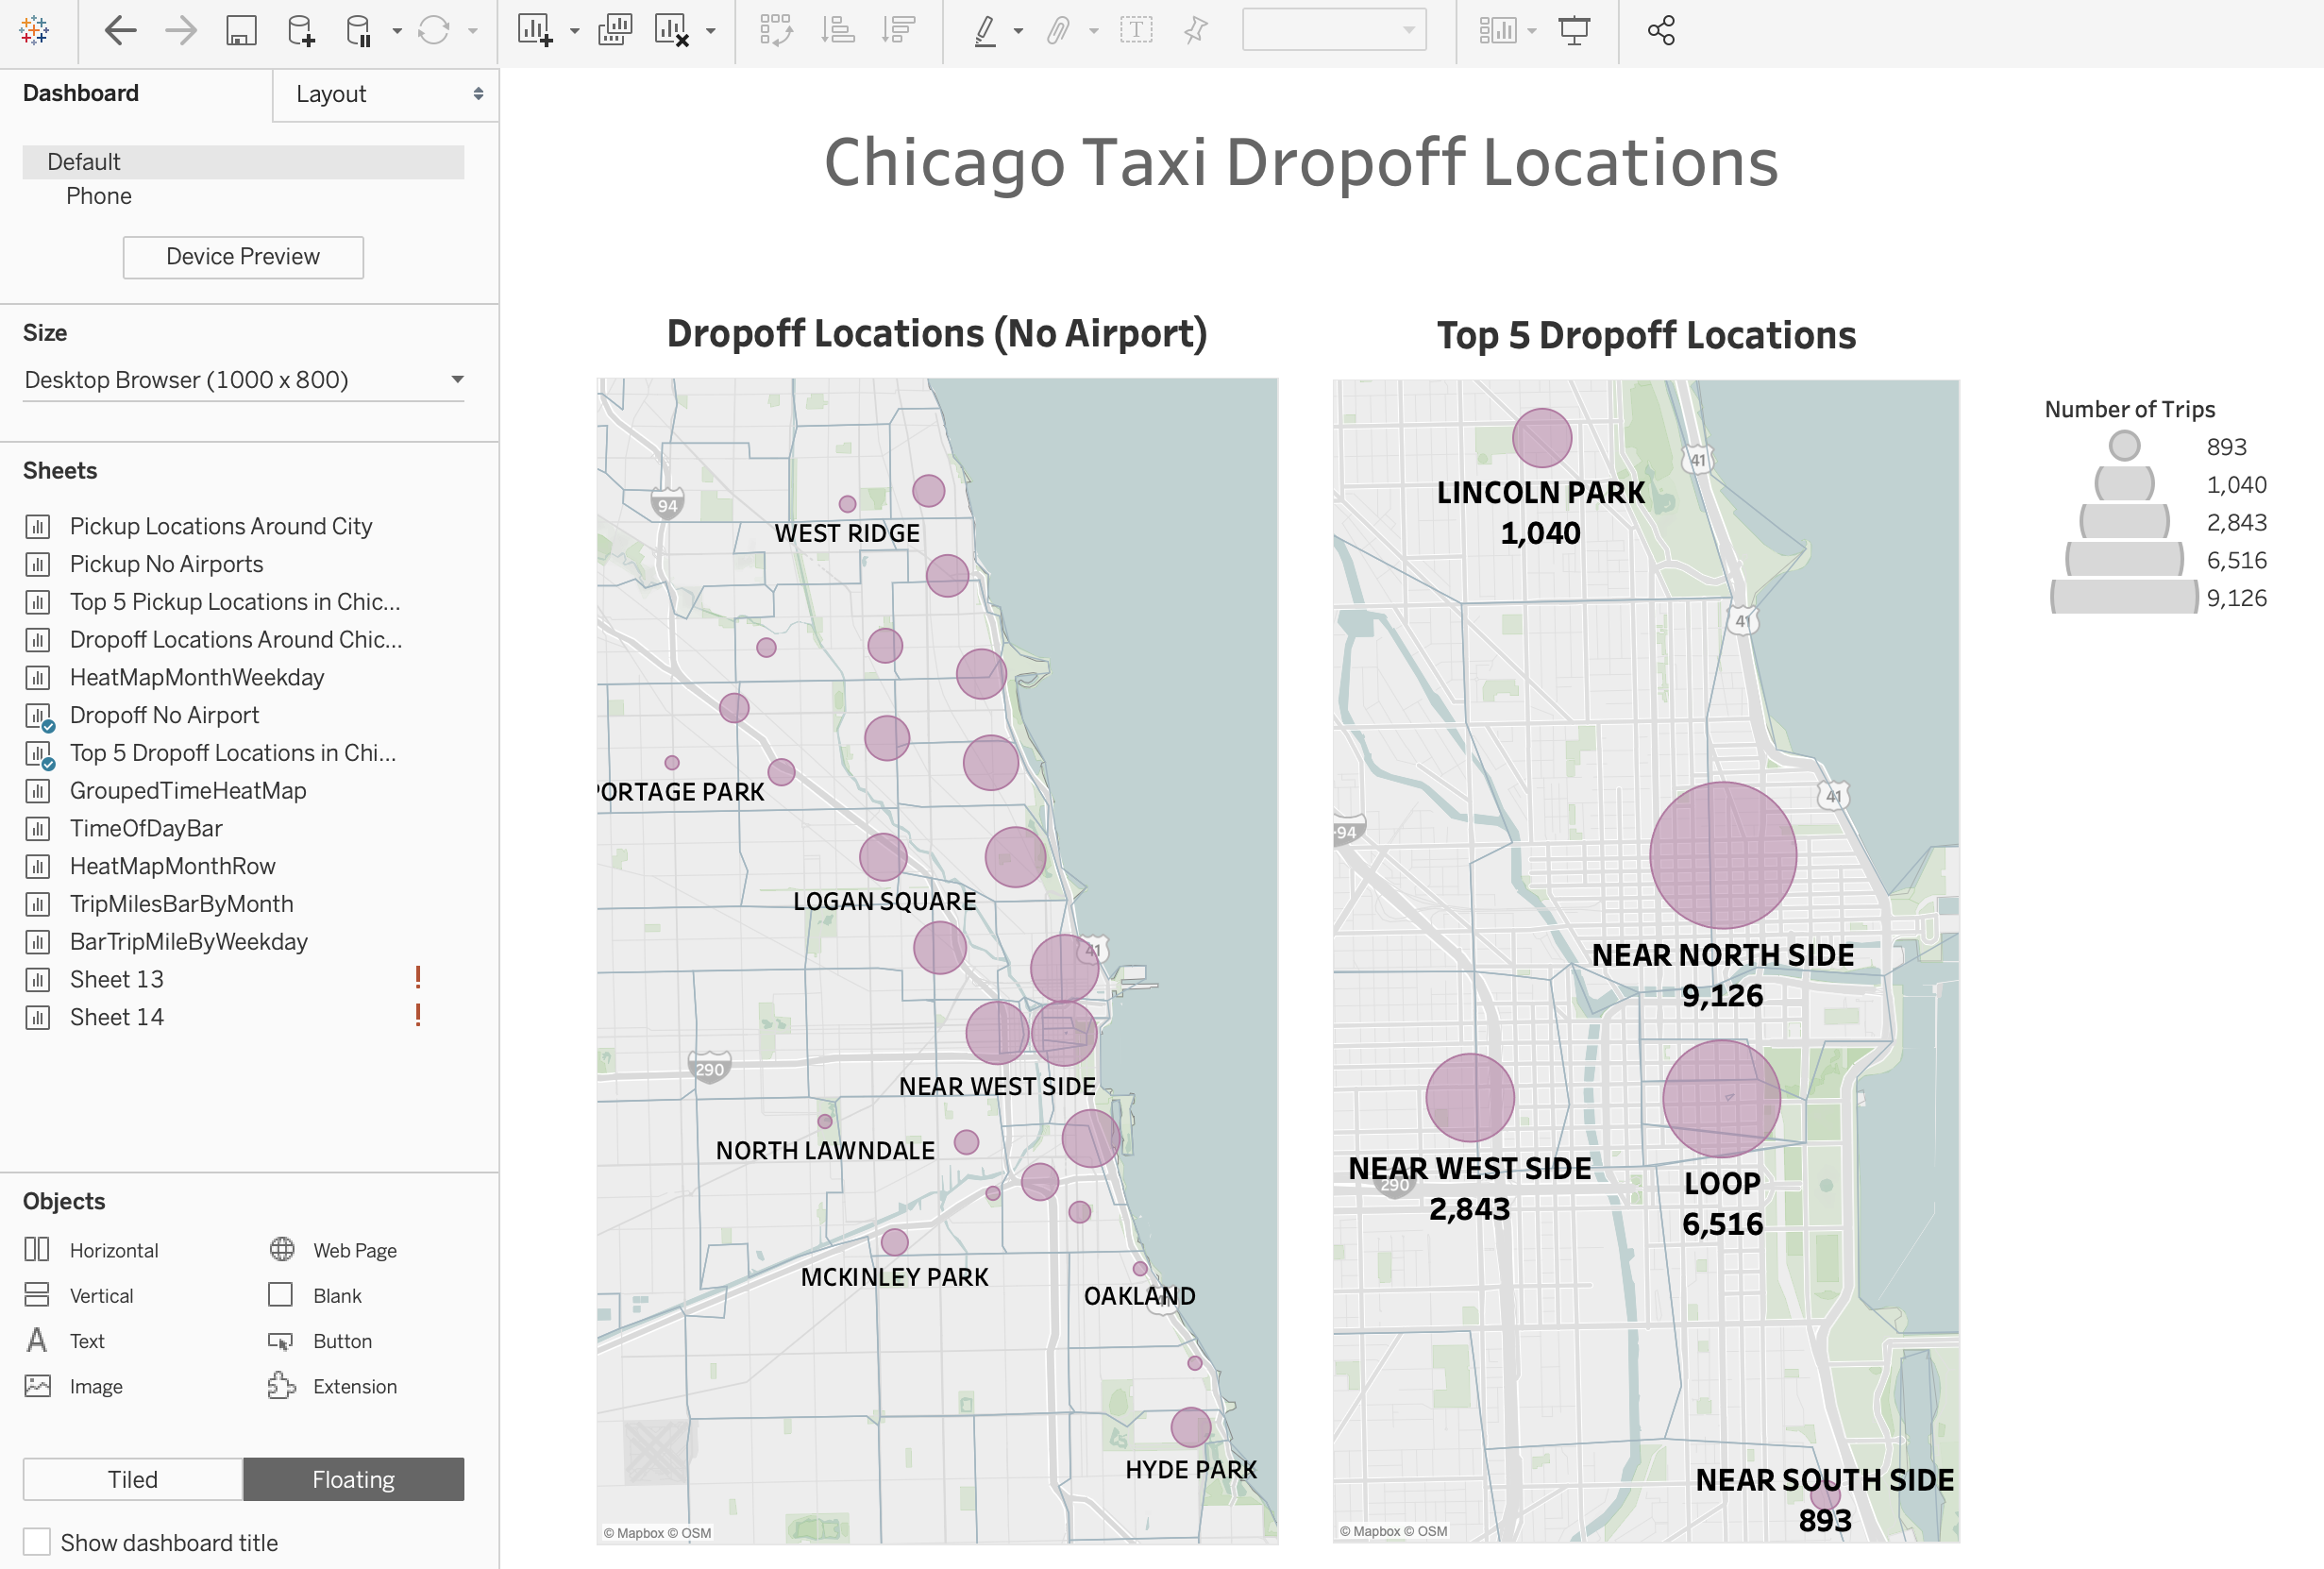 Dashboard
Layout
Default
Phone
Device Preview
Size
Desktop Browser (1000 x 800)
Sheets
Pickup Locations Around City
Pickup No Airports
Top 5 Pickup Locations in Chic...
Dropoff Locations Around Chic...
HeatMapMonthWeekday
Dropoff No Airport
Top 5 Dropoff Locations in Chi...
GroupedTimeHeatMap
TimeOfDayBar
HeatMapMonthRow
TripMilesBarByMonth
BarTripMileByWeekday
Sheet 13 !
Sheet 14 !
Objects
Horizontal
Web Page
Vertical
Blank
Text
Button
Image
Extension
Tiled
Floating
Show dashboard title
Chicago Taxi Dropoff Locations
Dropoff Locations (No Airport)
94
WEST RIDGE
PORTAGE PARK
LOGAN SQUARE
41
290
NEAR WEST SIDE
NORTH LAWNDALE
MCKINLEY PARK
OAKLAND
HYDE PARK
© Mapbox © OSM
Top 5 Dropoff Locations
41
LINCOLN PARK
1,040
41
41
94
NEAR NORTH SIDE
9,126
NEAR WEST SIDE
290
2,843
LOOP
6,516
NEAR SOUTH SIDE
893
© Mapbox © OSM
Number of Trips
893
1,040
2,843
6,516
9,126